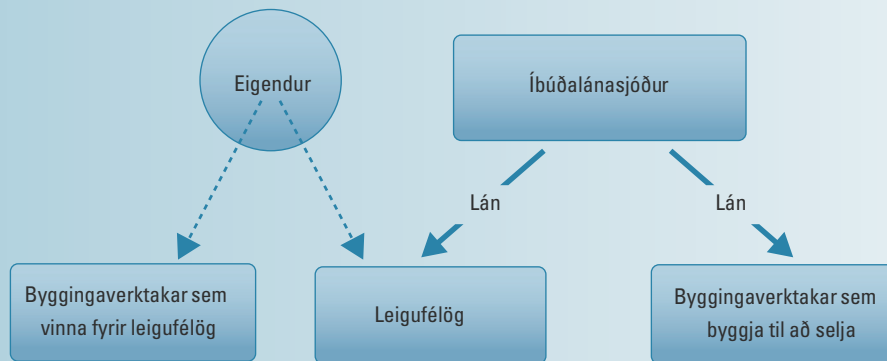 Eigendur
Íbúðalánasjóður
Lán
Lán
Byggingaverktakar sem
vinna fyrir leigufélög
Leigufélög
Byggingaverktakar sem
byggja til að selja